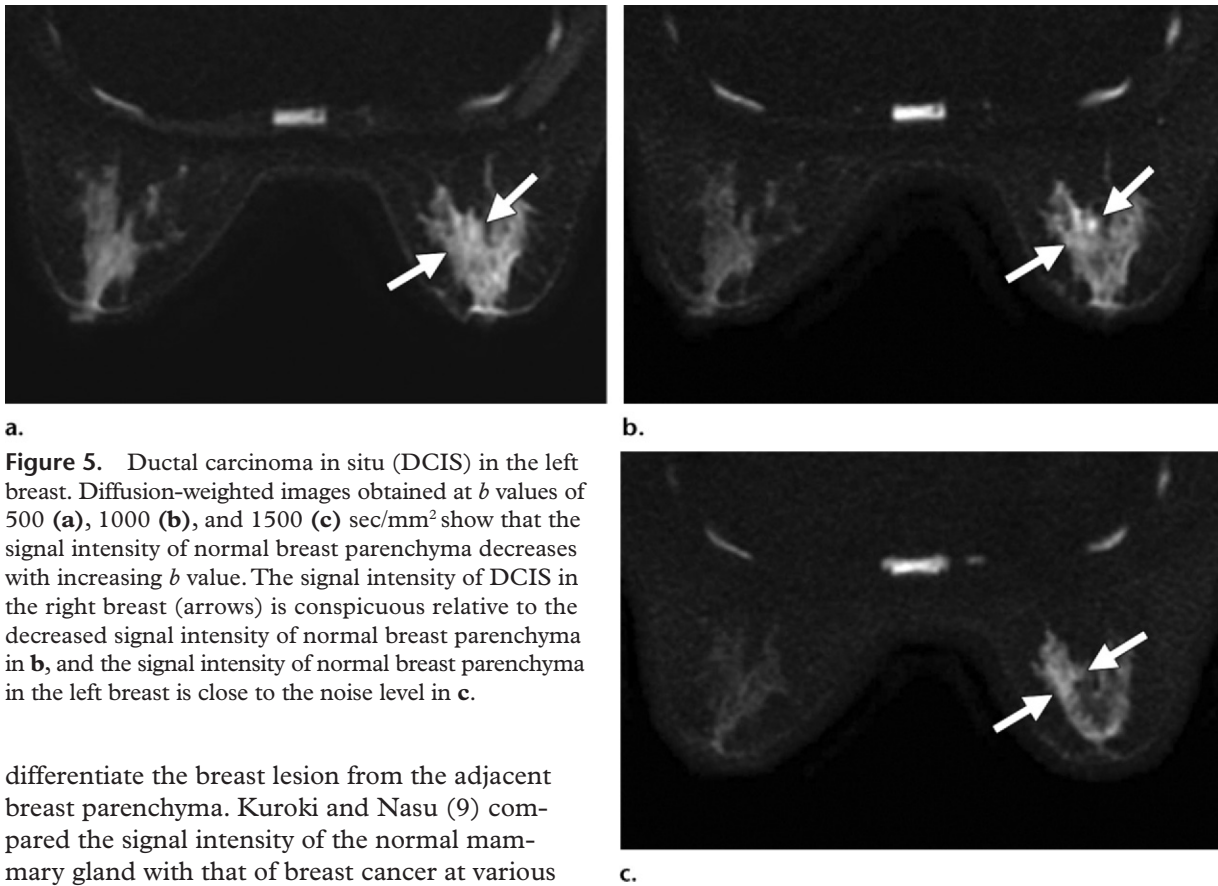 a.
b.
Figure 5. Ductal carcinoma in situ (DCIS) in the left
breast. Diffusion-weighted images obtained at b values of
500 (a), 1000 (b), and 1500 (c) sec/mm² show that the
signal intensity of normal breast parenchyma decreases
with increasing b value. The signal intensity of DCIS in
the right breast (arrows) is conspicuous relative to the
decreased signal intensity of normal breast parenchyma
in b, and the signal intensity of normal breast parenchyma
in the left breast is close to the noise level in c.
differentiate the breast lesion from the adjacent
breast parenchyma. Kuroki and Nasu (9) com-
pared the signal intensity of the normal mam-
mary gland with that of breast cancer at various
c.